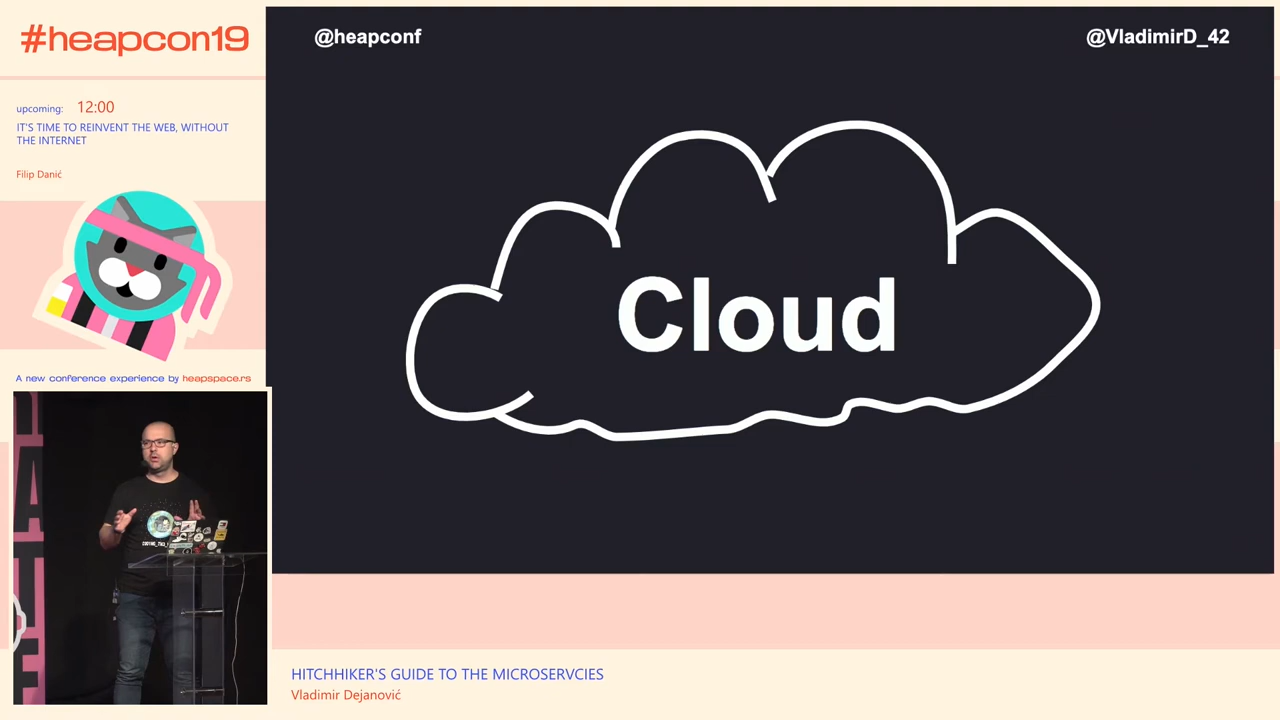 #heapcon19
upcoming: 12:00
IT'S TIME TO REINVENT THE WEB, WITHOUT
THE INTERNET
Filip Danić
A new conference experience by heapspace.rs
@heapconf
@VladimirD_42
Cloud
HITCHHIKER'S GUIDE TO THE MICROSERVCIES
Vladimir Dejanović